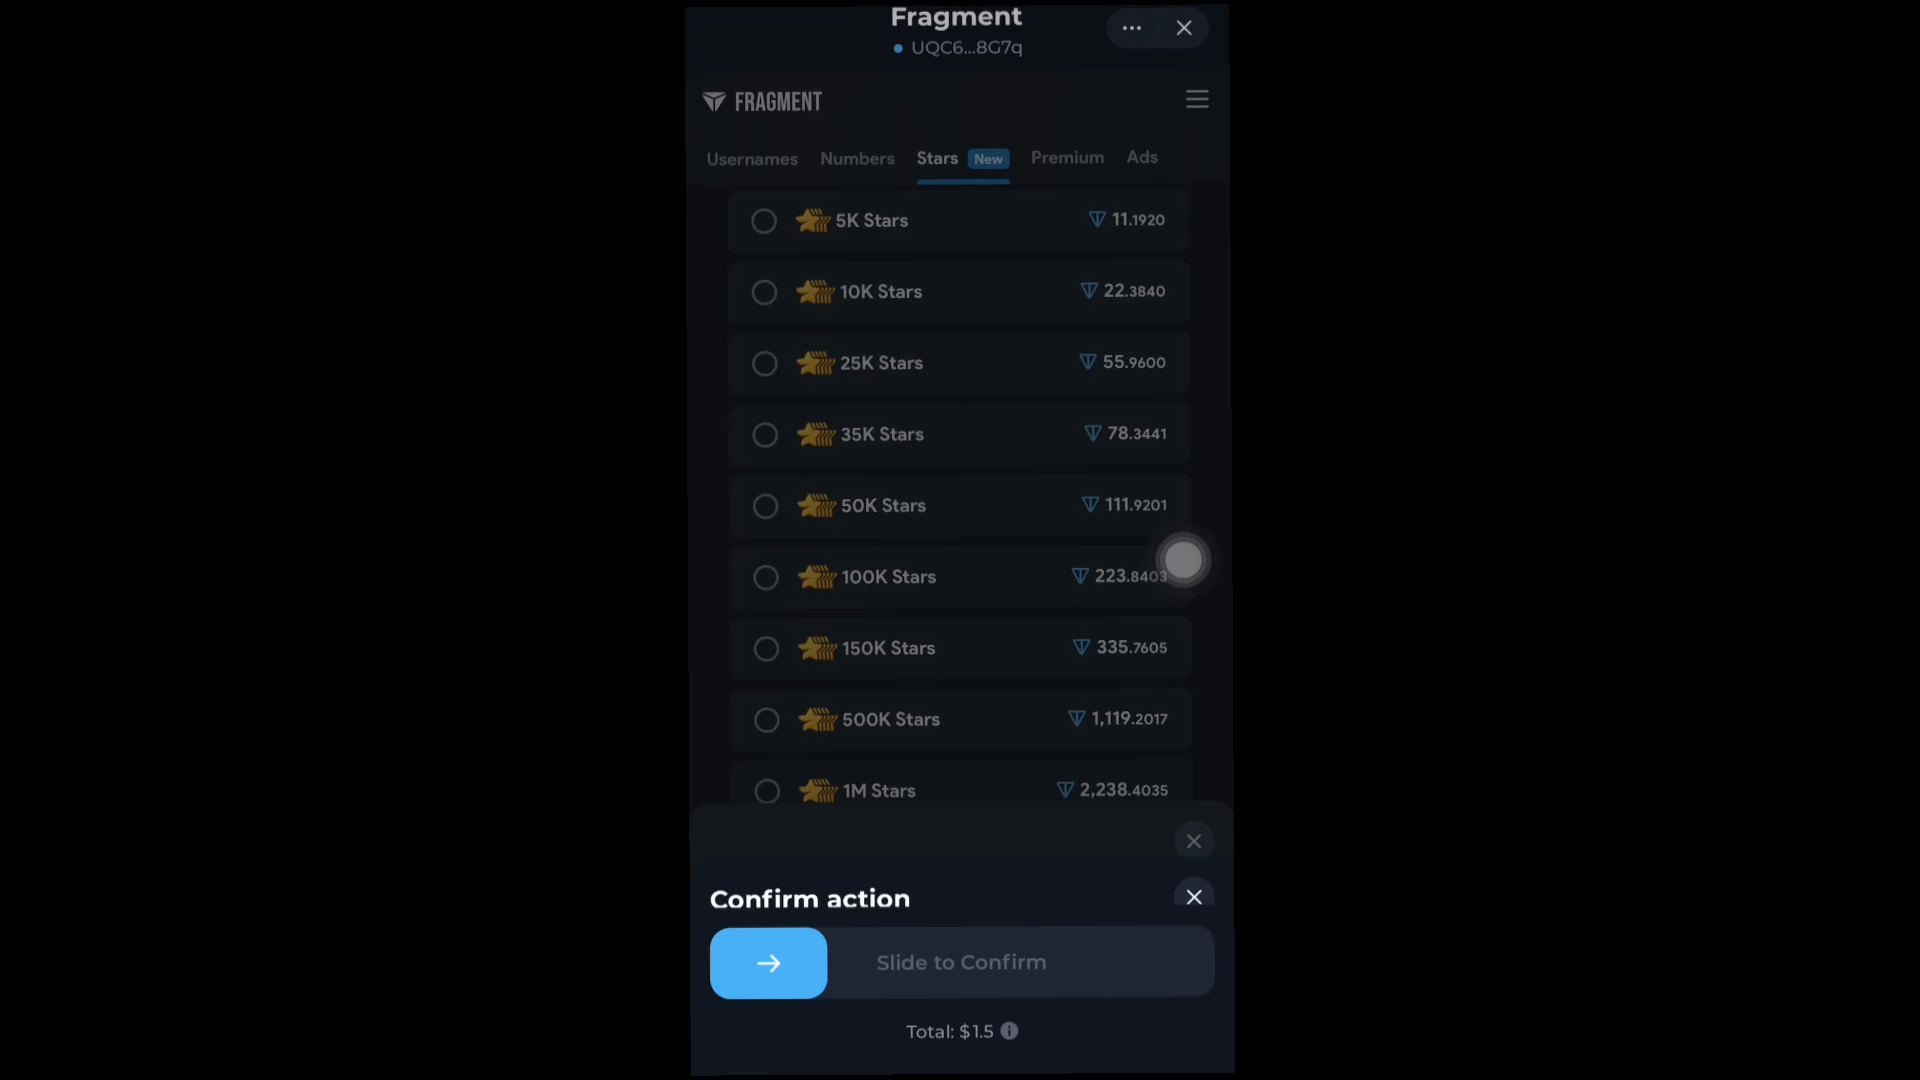 Fragment
UQC6...8G7q
FRAGMENT
Usernames Numbers Stars New Premium Ads
5K Stars 11.1920
10K Stars 22.3840
25K Stars 55.9600
35K Stars 78.3441
50K Stars 111.9201
100K Stars 223.8403
150K Stars 335.7605
500K Stars 1,119.2017
1M Stars 2,238.4035
Confirm action
Slide to Confirm
Total: $1.5